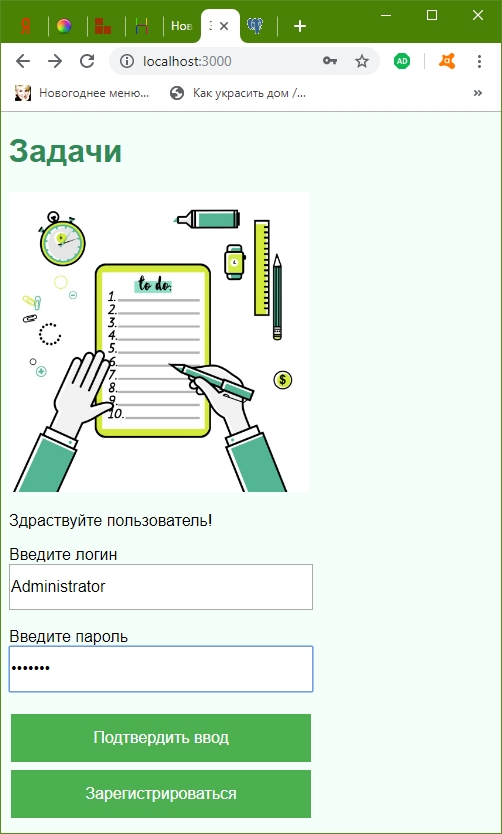 Нов
localhost:3000
AD
Новогоднее меню...
Как украсить дом /...
»
Задачи
to do:
1.
2.
3.
4.
5.
6.
7.
8.
9.
10.
$
Здраствуйте пользователь!
Введите логин
Administrator
Введите пароль
•••••••
Подтвердить ввод
Зарегистрироваться